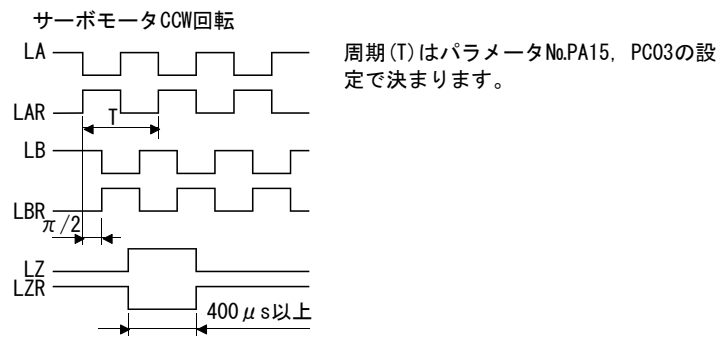 サーボモータCCW回転
LA
周期(T)はパラメータNo.PA15, PC03の設
定で決まります。
LAR
T
LB
LBR
π/2
LZ
LZR
400μs以上